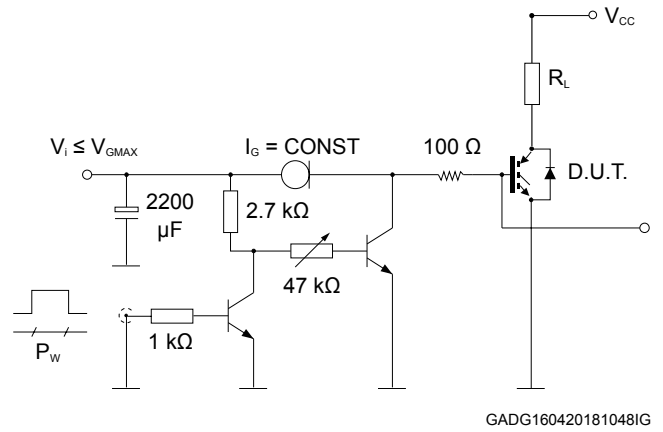 V_CC
R_L
V_i ≤ V_GMAX
I_G = CONST
100 Ω
D.U.T.
2200
µF
2.7 kΩ
47 kΩ
1 kΩ
P_W
GADG160420181048IG